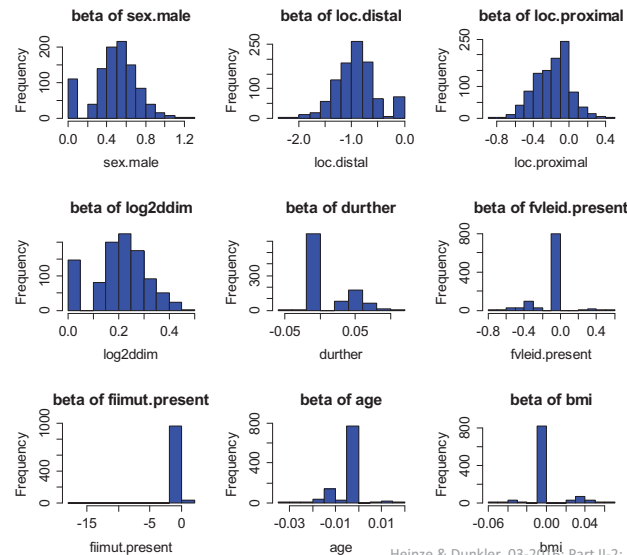 beta of sex.male
beta of loc.distal
beta of loc.proximal
Frequency
0 100 200
0.0 0.4 0.8 1.2
sex.male
Frequency
0 100 250
-2.0 -1.0 0.0
loc.distal
Frequency
0 100 250
-0.8 -0.4 0.0 0.4
loc.proximal
beta of log2ddim
beta of durther
beta of fvleid.present
Frequency
0 100
0.0 0.2 0.4
log2ddim
Frequency
0 300
-0.05 0.05
durther
Frequency
0 400 800
-0.8 -0.4 0.0 0.4
fvleid.present
beta of fiimut.present
beta of age
beta of bmi
Frequency
0 400 1000
-15 -5 0
fiimut.present
Frequency
0 400 800
-0.03 -0.01 0.01
age
Frequency
0 400 800
-0.06 0.00 0.04
bmi
Heinze & Dunkler, 03-2016: Part II-2: